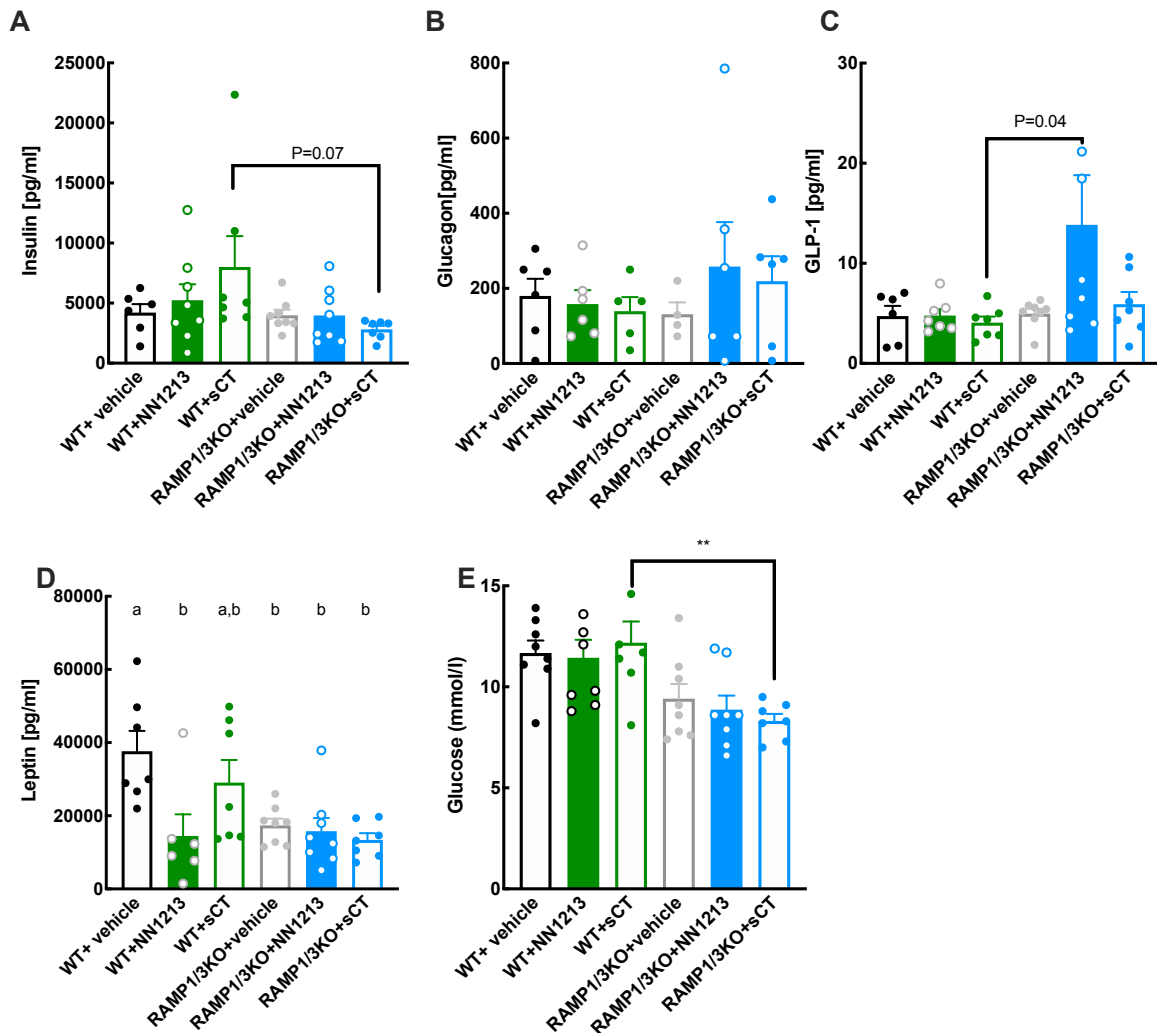 A
B
C
25000
20000
15000
10000
5000
0
Insulin [pg/ml]
P=0.07
WT+ vehicle
WT+NN1213
WT+sCT
RAMP1/3KO+vehicle
RAMP1/3KO+NN1213
RAMP1/3KO+sCT
800
600
400
200
0
Glucagon[pg/ml]
WT+ vehicle
WT+NN1213
WT+sCT
RAMP1/3KO+vehicle
RAMP1/3KO+NN1213
RAMP1/3KO+sCT
30
20
10
0
GLP-1 [pg/ml]
P=0.04
WT+ vehicle
WT+NN1213
WT+sCT
RAMP1/3KO+vehicle
RAMP1/3KO+NN1213
RAMP1/3KO+sCT
D
E
80000
60000
40000
20000
0
Leptin [pg/ml]
a b a,b b b b
WT+ vehicle
WT+NN1213
WT+sCT
RAMP1/3KO+vehicle
RAMP1/3KO+NN1213
RAMP1/3KO+sCT
15
10
5
0
Glucose (mmol/l)
**
WT+ vehicle
WT+NN1213
WT+sCT
RAMP1/3KO+vehicle
RAMP1/3KO+NN1213
RAMP1/3KO+sCT